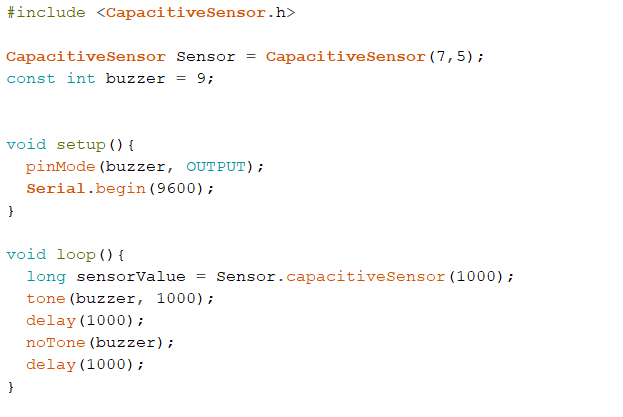 #include <CapacitiveSensor.h>
CapacitiveSensor Sensor = CapacitiveSensor(7,5);
const int buzzer = 9;
void setup(){
pinMode(buzzer, OUTPUT);
Serial.begin(9600);
}
void loop(){
long sensorValue = Sensor.capacitiveSensor(1000);
tone(buzzer, 1000);
delay(1000);
noTone(buzzer);
delay(1000);
}